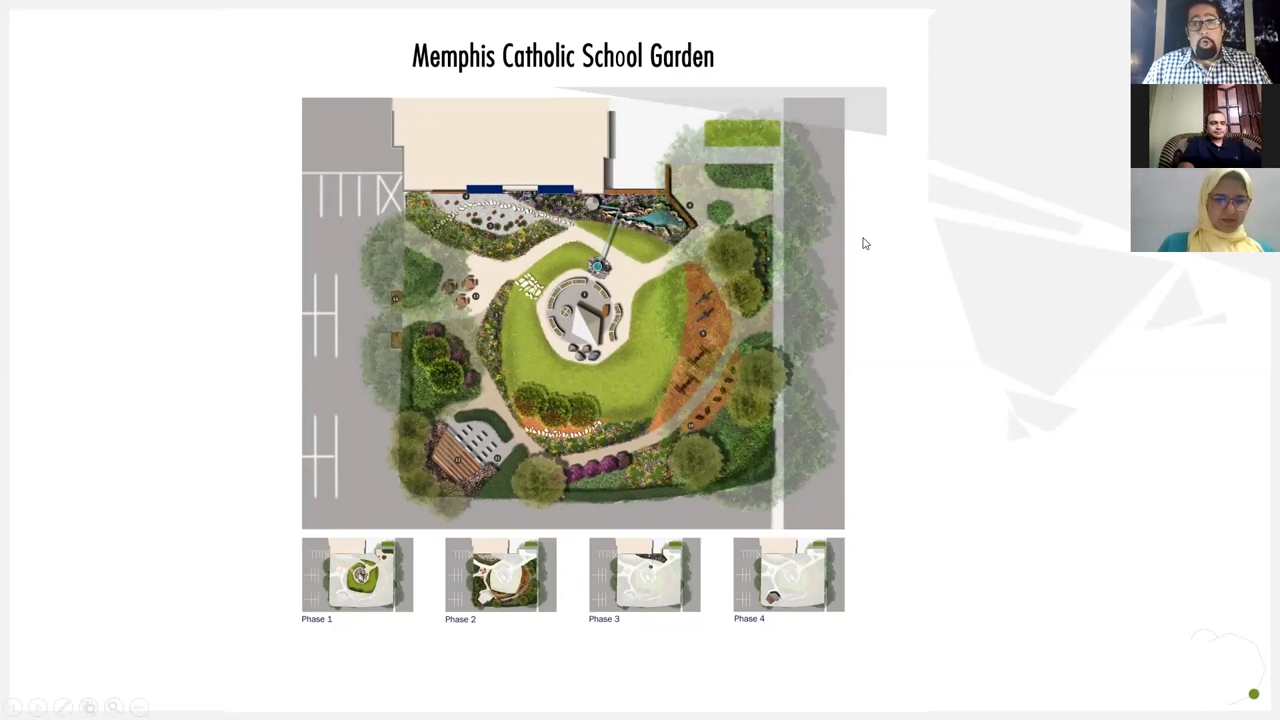 Memphis Catholic School Garden
Phase 1
Phase 2
Phase 3
Phase 4